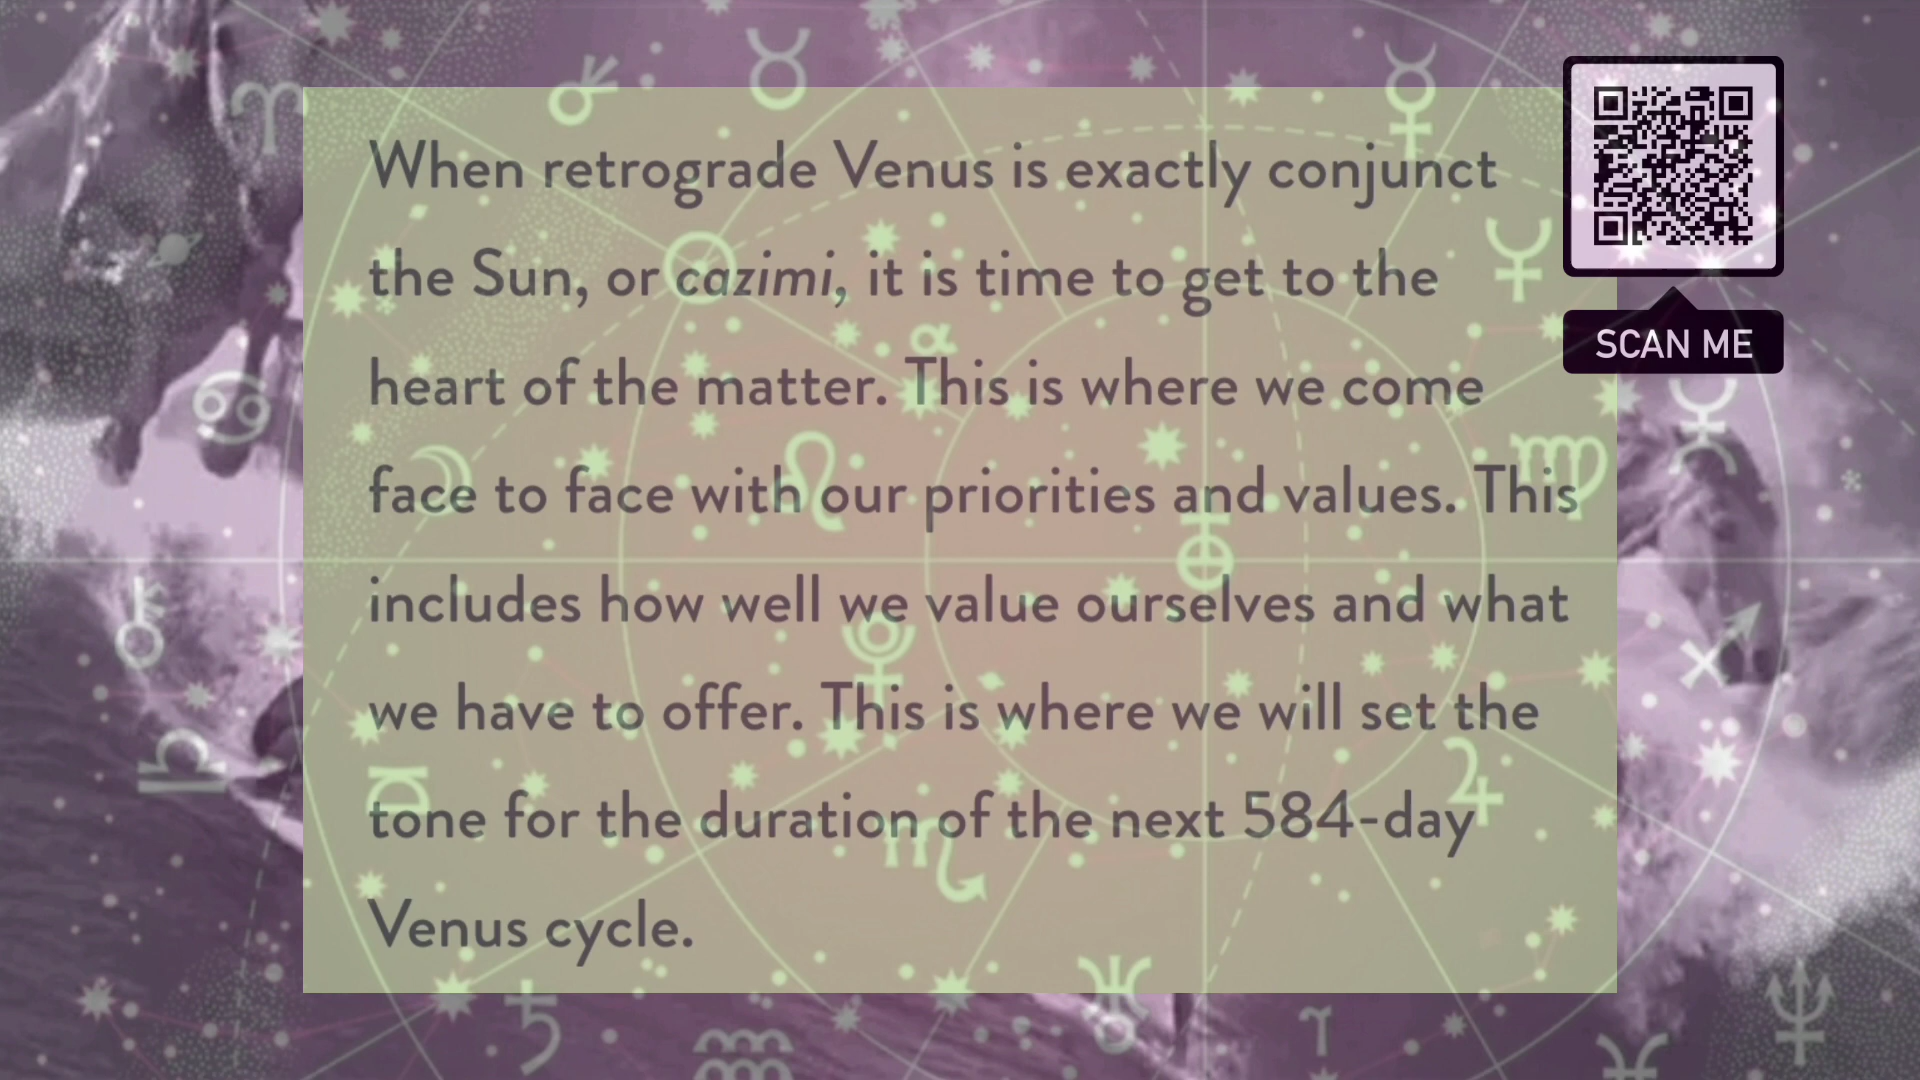 When retrograde Venus is exactly conjunct
the Sun, or cazimi, it is time to get to the
heart of the matter. This is where we come
face to face with our priorities and values. This
includes how well we value ourselves and what
we have to offer. This is where we will set the
tone for the duration of the next 584-day
Venus cycle.
SCAN ME